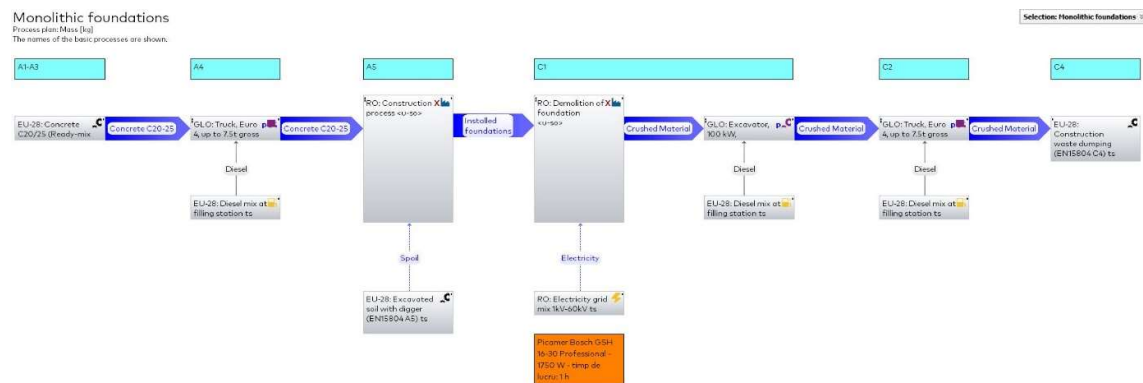 Monolithic foundations
Process plan: Mass [kg]
The names of the basic processes are shown.
Selection: Monolithic foundations
A1-A3
A4
A5
C1
C2
C4
EU-28: Concrete
C20/25 (Ready-mix
Concrete C20-25
GLO: Truck, Euro
4, up to 7.5t gross
Concrete C20-25
RO: Construction
process <u-so>
Installed
foundations
RO: Demolition of
foundation
<u-so>
Crushed Material
GLO: Excavator,
100 kW,
Crushed Material
GLO: Truck, Euro
4, up to 7.5t gross
Crushed Material
EU-28:
Construction
waste dumping
(EN15804 C4) ts
Diesel
Diesel
Diesel
EU-28: Diesel mix at
filling station ts
EU-28: Diesel mix at
filling station ts
EU-28: Diesel mix at
filling station ts
Spoil
Electricity
EU-28: Excavated
soil with digger
(EN15804 A5) ts
RO: Electricity grid
mix 1kV-60kV ts
Picamer Bosch GSH
16-30 Professional -
1750 W - timp de
lucru: 1 h